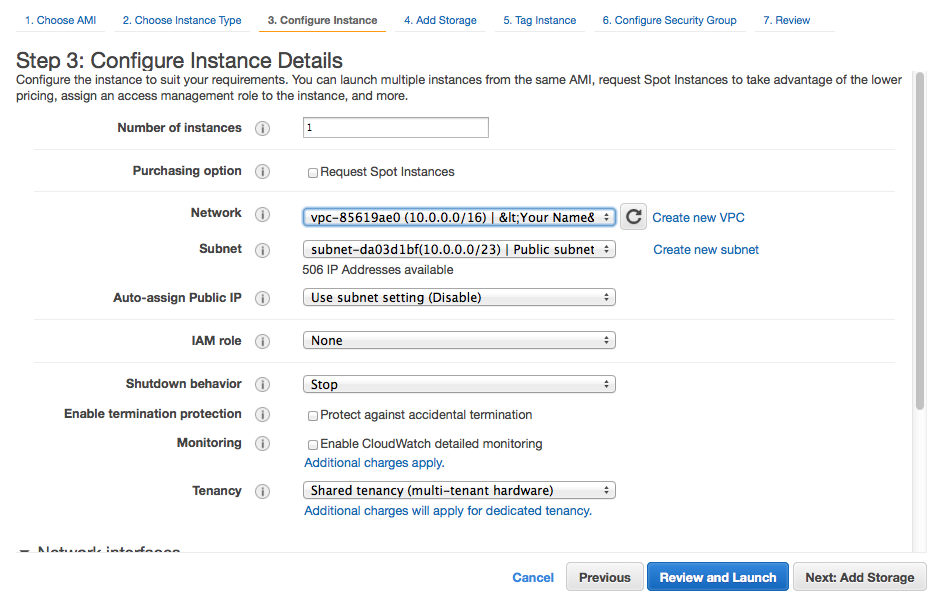 1. Choose AMI 2. Choose Instance Type 3. Configure Instance 4. Add Storage 5. Tag Instance 6. Configure Security Group 7. Review
Step 3: Configure Instance Details
Configure the instance to suit your requirements. You can launch multiple instances from the same AMI, request Spot Instances to take advantage of the lower
pricing, assign an access management role to the instance, and more.
Number of instances 1
Purchasing option Request Spot Instances
Network vpc-85619ae0 (10.0.0.0/16) | &lt;Your Name& Create new VPC
Subnet subnet-da03d1bf(10.0.0.0/23) | Public subnet Create new subnet
506 IP Addresses available
Auto-assign Public IP Use subnet setting (Disable)
IAM role None
Shutdown behavior Stop
Enable termination protection Protect against accidental termination
Monitoring Enable CloudWatch detailed monitoring
Additional charges apply.
Tenancy Shared tenancy (multi-tenant hardware)
Additional charges will apply for dedicated tenancy.
Network interfaces
Cancel Previous Review and Launch Next: Add Storage